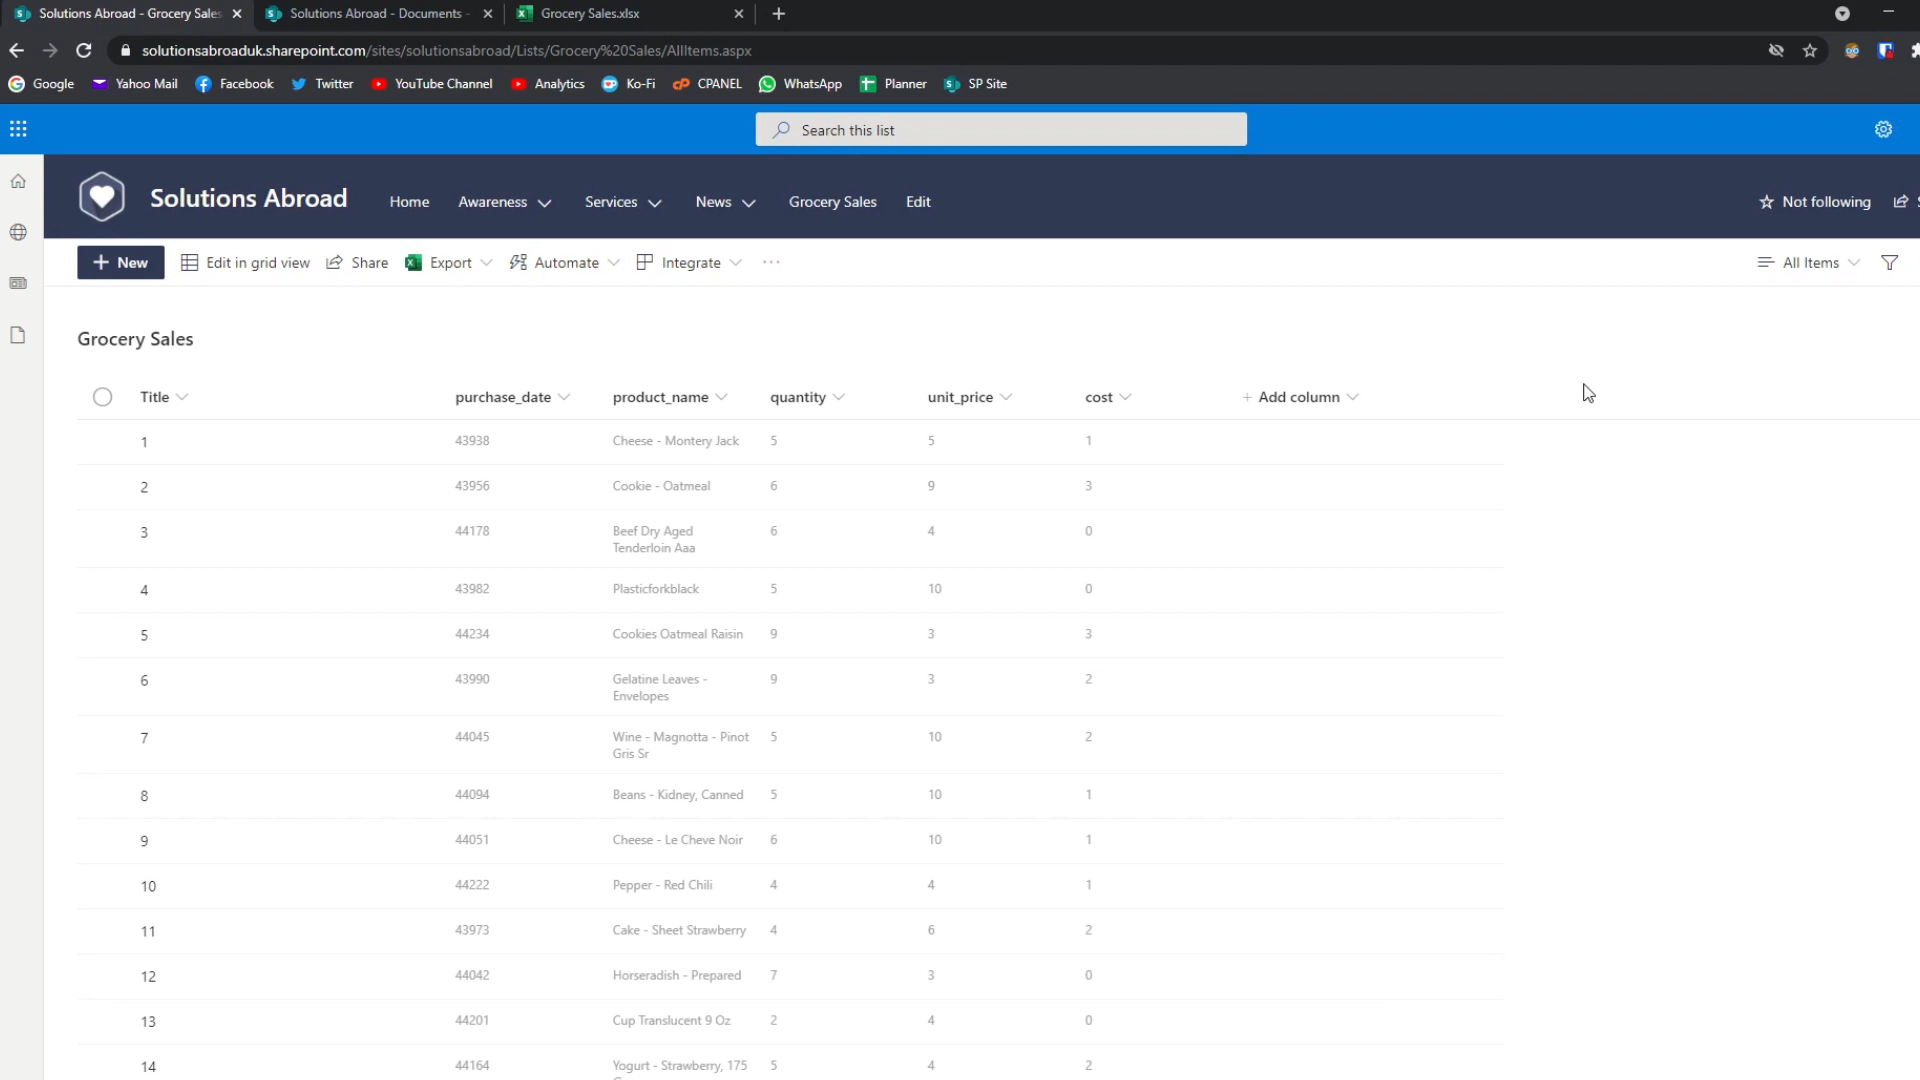 Solutions Abroad - Grocery Sales
Solutions Abroad - Documents -
Grocery Sales.xlsx
solutionsabroaduk.sharepoint.com/sites/solutionsabroad/Lists/Grocery%20Sales/AllItems.aspx
Google Yahoo Mail Facebook Twitter YouTube Channel Analytics Ko-Fi CPANEL WhatsApp Planner SP Site
Search this list
Solutions Abroad Home Awareness Services News Grocery Sales Edit Not following
New Edit in grid view Share Export Automate Integrate ... All Items
Grocery Sales
Title purchase_date product_name quantity unit_price cost + Add column
1 43938 Cheese - Montery Jack 5 5 1
2 43956 Cookie - Oatmeal 6 9 3
3 44178 Beef Dry Aged 6 4 0
Tenderloin Aaa
4 43982 Plasticforkblack 5 10 0
5 44234 Cookies Oatmeal Raisin 9 3 3
6 43990 Gelatine Leaves - 9 3 2
Envelopes
7 44045 Wine - Magnotta - Pinot 5 10 2
Gris Sr
8 44094 Beans - Kidney, Canned 5 10 1
9 44051 Cheese - Le Cheve Noir 6 10 1
10 44222 Pepper - Red Chili 4 4 1
11 43973 Cake - Sheet Strawberry 4 6 2
12 44042 Horseradish - Prepared 7 3 0
13 44201 Cup Translucent 9 Oz 2 4 0
14 44164 Yogurt - Strawberry, 175 5 4 2